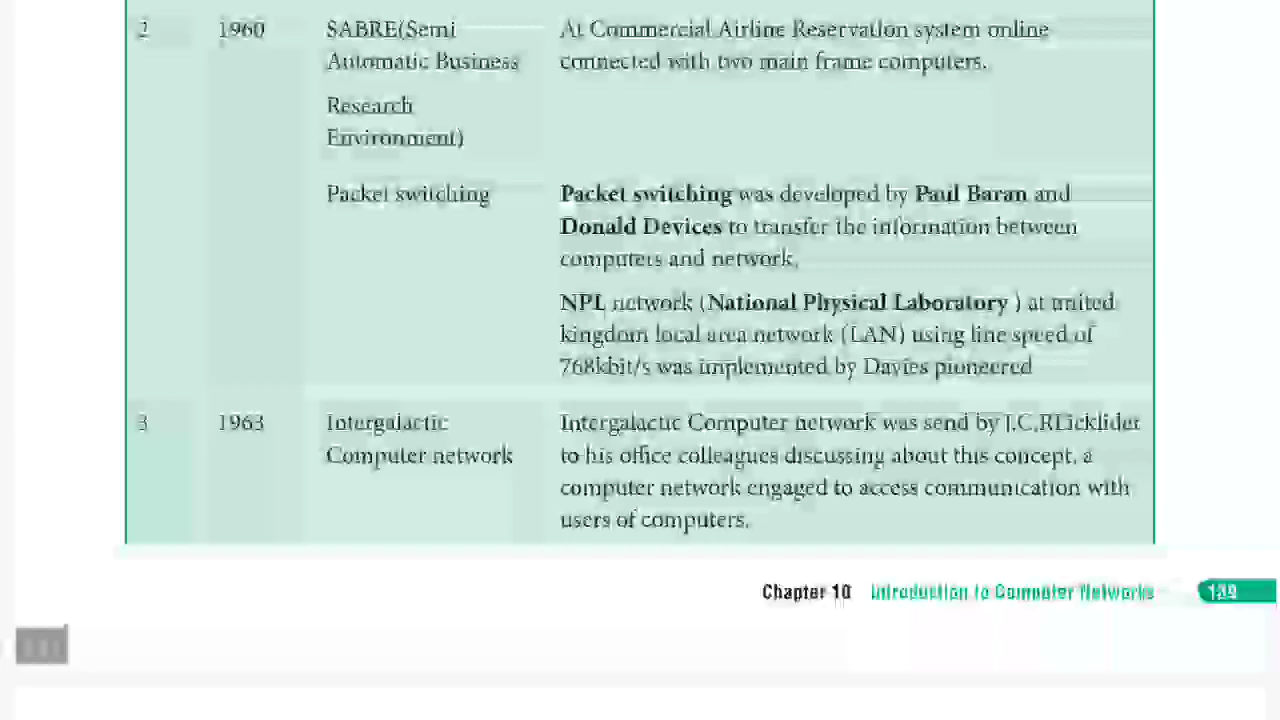 2 1960 SABRE(Semi At Commercial Airline Reservation system online
Automatic Business connected with two main frame computers.
Research
Environment)
Packet switching Packet switching was developed by Paul Baran and
Donald Devices to transfer the information between
computers and network.
NPL network (National Physical Laboratory ) at united
kingdom local area network (LAN) using line speed of
768kbit/s was implemented by Davies pioneered
3 1963 Intergalactic Intergalactic Computer network was send by J.C.RLicklider
Computer network to his office colleagues discussing about this concept, a
computer network engaged to access communication with
users of computers.
Chapter 10 Introduction to Computer Networks